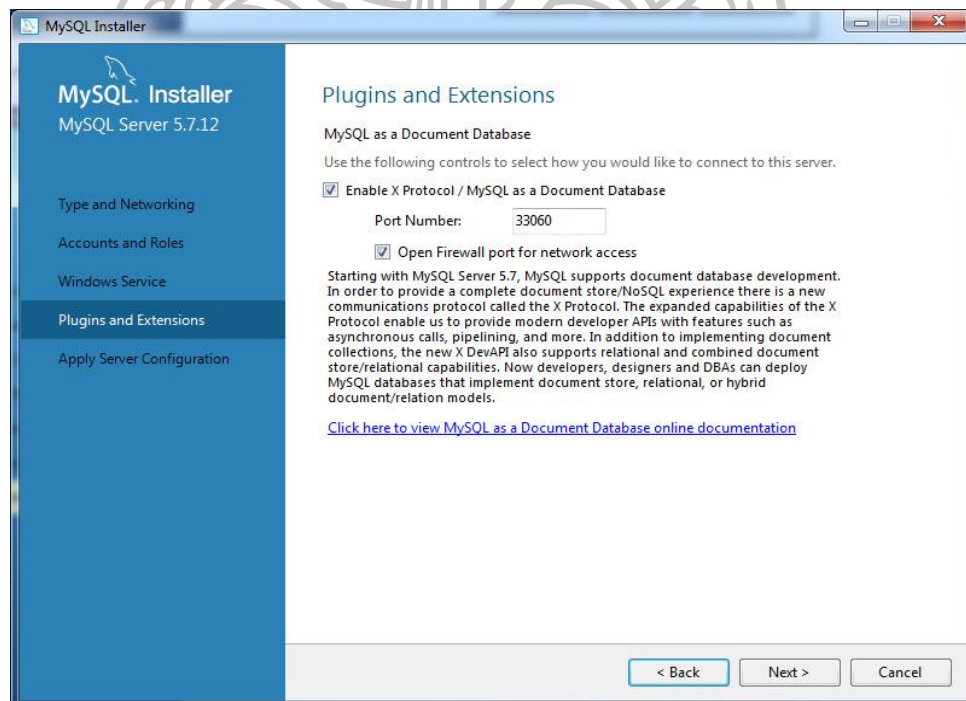 MySQL Installer
MySQL. Installer
MySQL Server 5.7.12
Type and Networking
Accounts and Roles
Windows Service
Plugins and Extensions
Apply Server Configuration
Plugins and Extensions
MySQL as a Document Database
Use the following controls to select how you would like to connect to this server.
Enable X Protocol / MySQL as a Document Database
Port Number: 33060
Open Firewall port for network access
Starting with MySQL Server 5.7, MySQL supports document database development.
In order to provide a complete document store/NoSQL experience there is a new
communications protocol called the X Protocol. The expanded capabilities of the X
Protocol enable us to provide modern developer APIs with features such as
asynchronous calls, pipelining, and more. In addition to implementing document
collections, the new X DevAPI also supports relational and combined document
store/relational capabilities. Now developers, designers and DBAs can deploy
MySQL databases that implement document store, relational, or hybrid
document/relation models.
Click here to view MySQL as a Document Database online documentation
< Back
Next >
Cancel